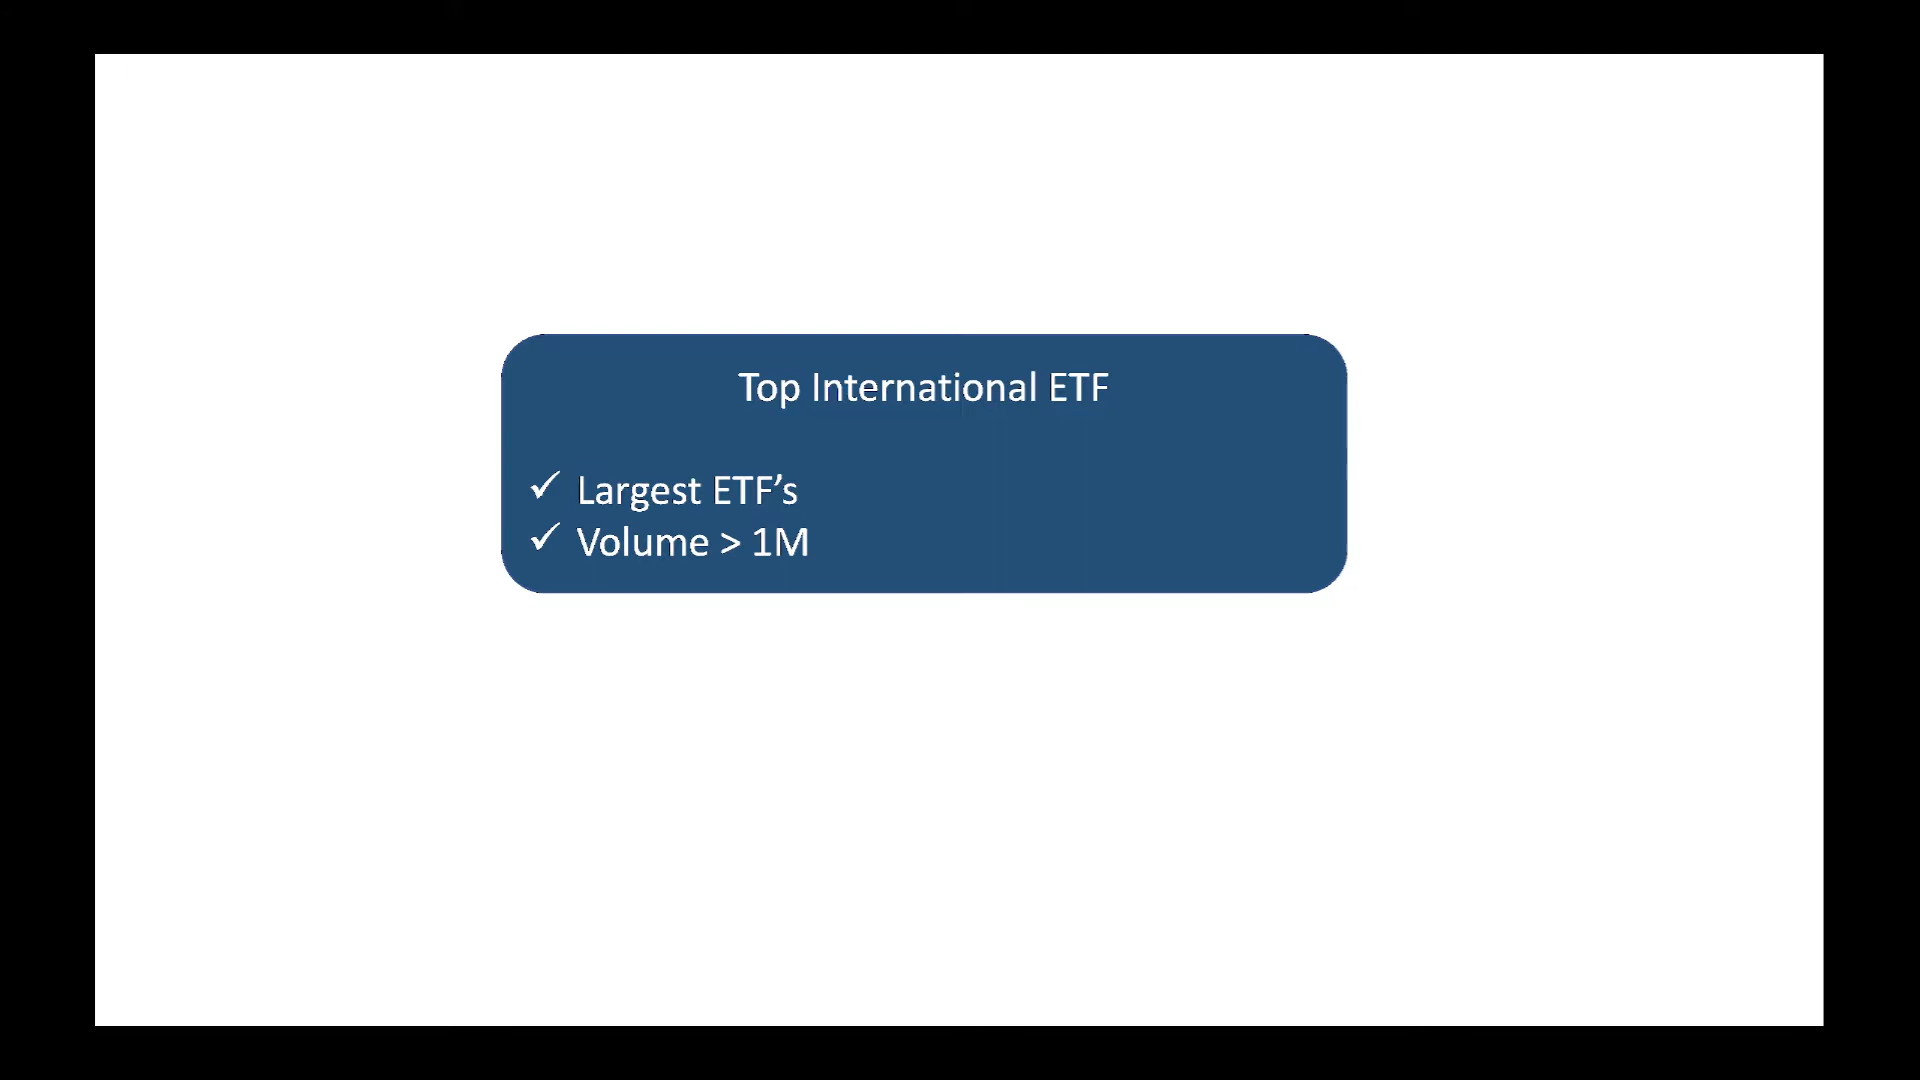 Top International ETF
✓ Largest ETF’s
✓ Volume > 1M